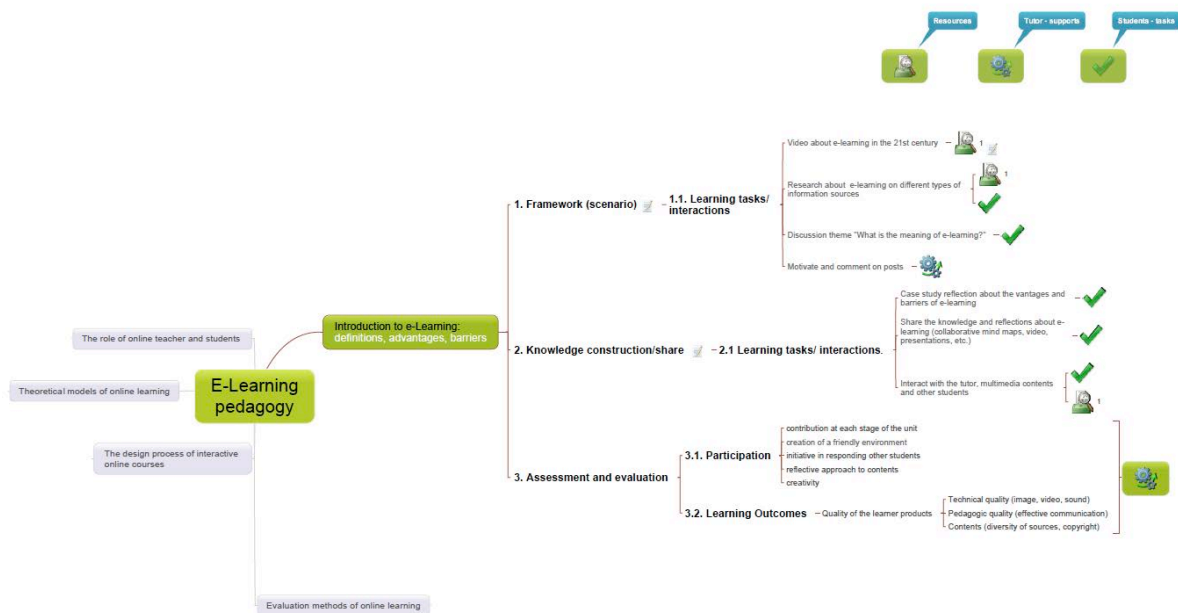 Resources
Tutor - supports
Students - tasks
Video about e-learning in the 21st century
1
Research about e-learning on different types of
information sources
1
1. Framework (scenario)
1.1. Learning tasks/
interactions
Discussion theme "What is the meaning of e-learning?"
Motivate and comment on posts
Case study reflection about the vantages and
barriers of e-learning
Introduction to e-Learning:
definitions, advantages, barriers
The role of online teacher and students
2. Knowledge construction/share
2.1 Learning tasks/ interactions.
Share the knowledge and reflections about e-
learning (collaborative mind maps, video,
presentations, etc.)
E-Learning
pedagogy
Theoretical models of online learning
Interact with the tutor, multimedia contents
and other students
1
The design process of interactive
online courses
3. Assessment and evaluation
3.1. Participation
contribution at each stage of the unit
creation of a friendly environment
initiative in responding other students
reflective approach to contents
creativity
3.2. Learning Outcomes
Quality of the learner products
Technical quality (image, video, sound)
Pedagogic quality (effective communication)
Contents (diversity of sources, copyright)
Evaluation methods of online learning